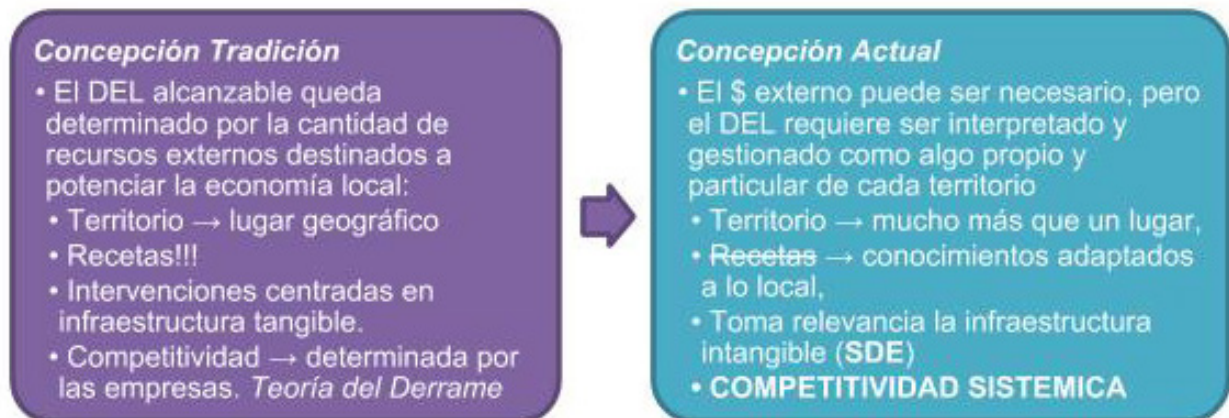 Concepción Tradición
• El DEL alcanzable queda
determinado por la cantidad de
recursos externos destinados a
potenciar la economía local:
• Territorio → lugar geográfico
• Recetas!!!
• Intervenciones centradas en
infraestructura tangible.
• Competitividad → determinada por
las empresas. Teoría del Derrame
Concepción Actual
• El $ externo puede ser necesario, pero
el DEL requiere ser interpretado y
gestionado como algo propio y
particular de cada territorio
• Territorio → mucho más que un lugar,
• Recetas → conocimientos adaptados
a lo local,
• Toma relevancia la infraestructura
intangible (SDE)
• COMPETITIVIDAD SISTEMICA